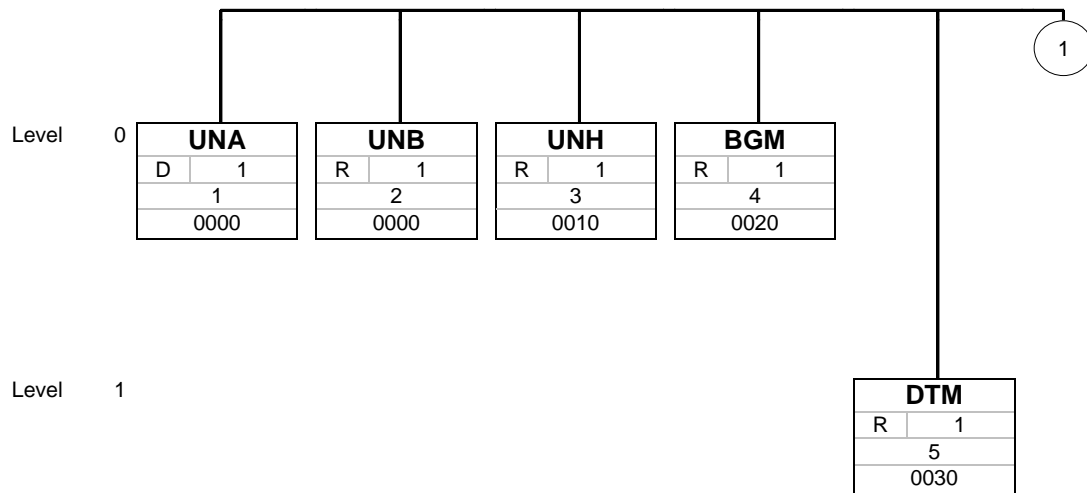 1
Level 0
UNA UNB UNH BGM
D 1 R 1 R 1 R 1
1 2 3 4
0000 0000 0010 0020
Level 1
DTM
R 1
5
0030